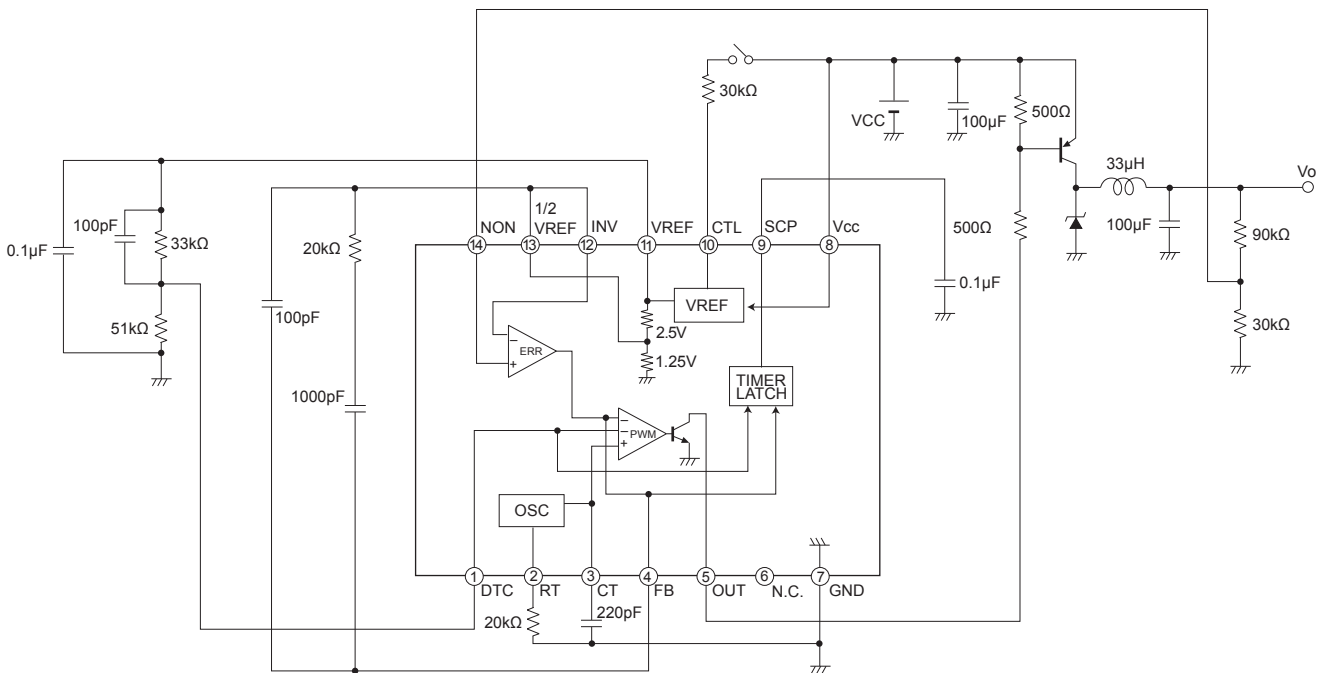 30kΩ
VCC
100μF
500Ω
33μH
Vo
1/2
100pF
33kΩ
0.1μF
20kΩ
NON
VREF
INV
VREF
CTL
SCP
Vcc
500Ω
100μF
90kΩ
14
13
12
11
10
9
8
51kΩ
100pF
VREF
0.1μF
2.5V
30kΩ
ERR
1.25V
TIMER
LATCH
1000pF
PWM
OSC
1
2
3
4
5
6
7
DTC
RT
CT
FB
OUT
N.C.
GND
20kΩ
220pF